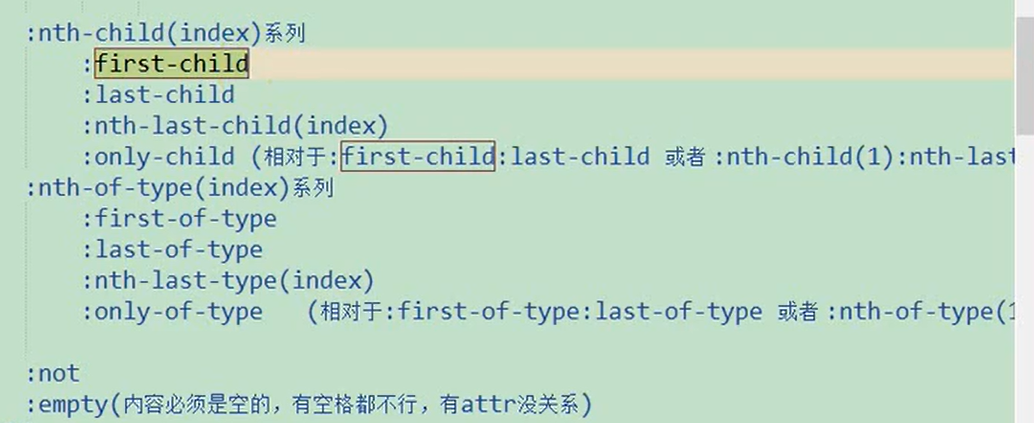 :nth-child(index)系列
:first-child
:last-child
:nth-last-child(index)
:only-child (相对于:first-child:last-child 或者 :nth-child(1):nth-last
:nth-of-type(index)系列
:first-of-type
:last-of-type
:nth-last-type(index)
:only-of-type (相对于:first-of-type:last-of-type 或者 :nth-of-type(1
:not
:empty(内容必须是空的，有空格都不行，有attr没关系)